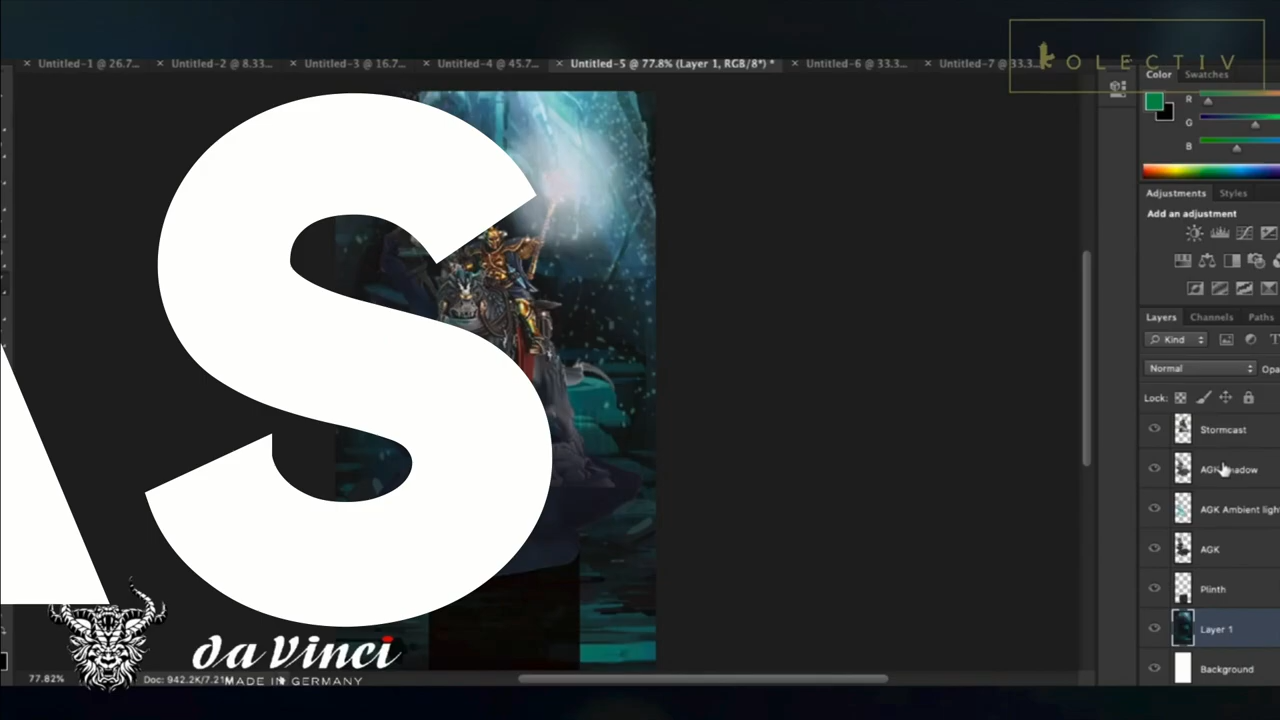 KOLECTIV
× Untitled-1 @ 26.7... × Untitled-2 @ 8.33... × Untitled-3 @ 16.7... × Untitled-4 @ 45.7... × Untitled-5 @ 77.8% (Layer 1, RGB/8*) * × Untitled-6 @ 33.3... × Untitled-7 @ 33.3...
Color Swatches
R
G
B
Adjustments Styles
Add an adjustment
Layers Channels Paths
Kind
Normal Opa
Lock:
Stormcast
AGK Shadow
AGK Ambient ligh
AGK
Plinth
Layer 1
Background
AS
da Vinci
MADE IN GERMANY
77.82% Doc: 942.2K/7.21M